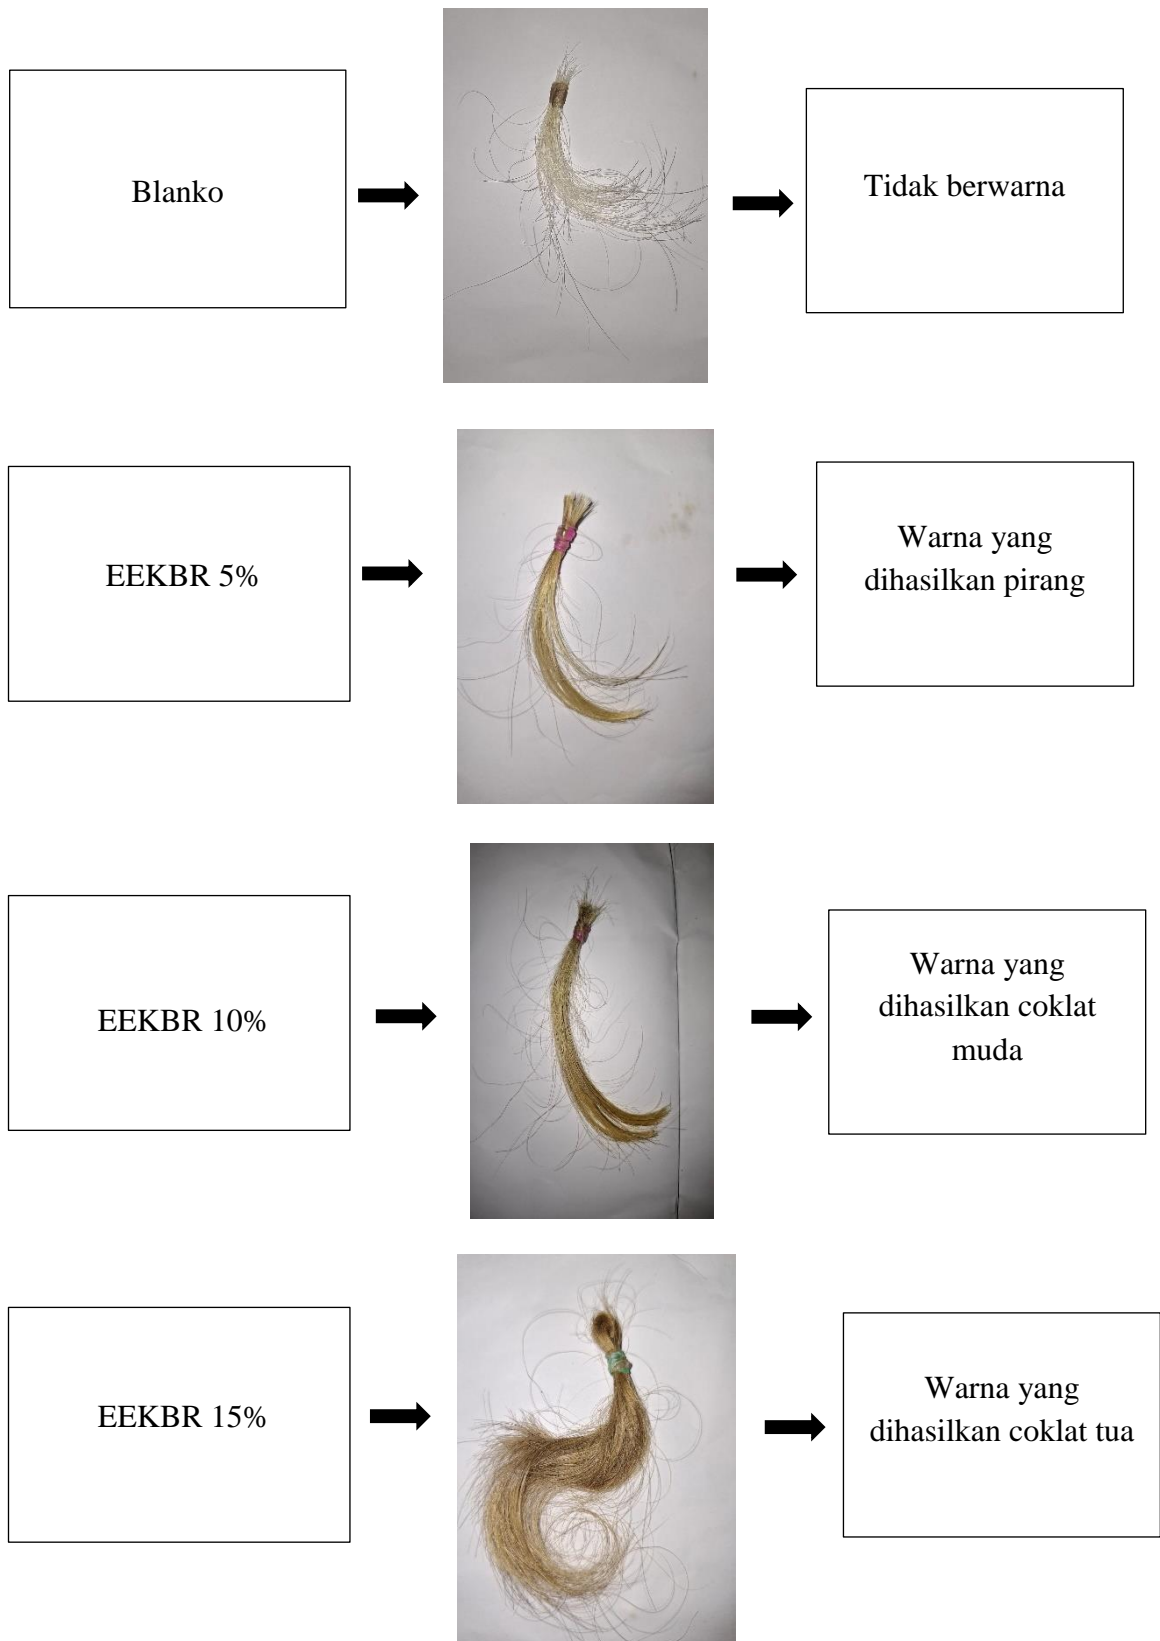 Blanko
Tidak berwarna
EEKBR 5%
Warna yang
dihasilkan pirang
EEKBR 10%
Warna yang
dihasilkan coklat
muda
EEKBR 15%
Warna yang
dihasilkan coklat tua